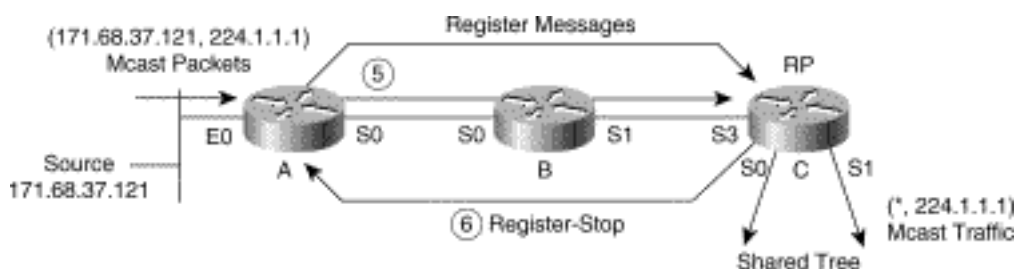 Register Messages
(171.68.37.121, 224.1.1.1)
Mcast Packets
5
RP
E0
S0
S0
S1
S3
A
B
S0
C
S1
Source
171.68.37.121
6 Register-Stop
(*, 224.1.1.1)
Mcast Traffic
Shared Tree